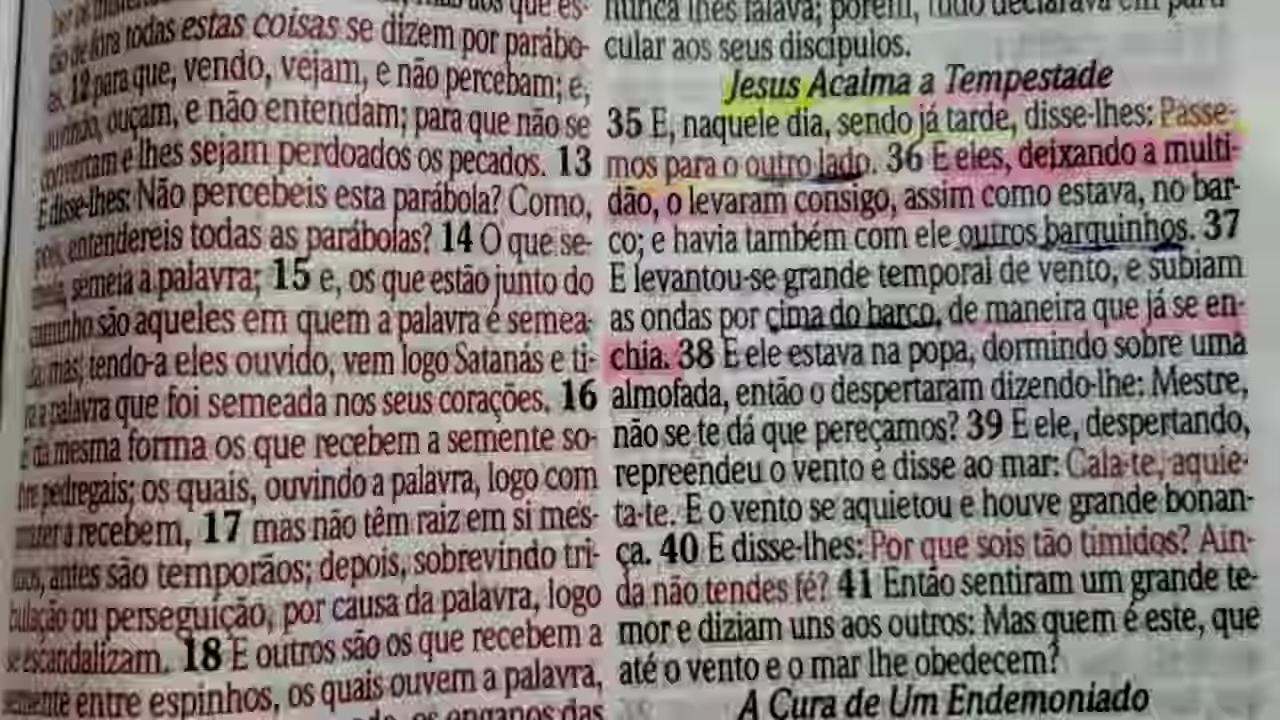 que es-
de fora todas estas coisas se dizem por parábo-
las. 12 para que, vendo, vejam, e não percebam; e,
ouvindo, ouçam, e não entendam; para que não se
convertam e lhes sejam perdoados os pecados. 13
E disse-lhes: Não percebeis esta parábola? Como,
pois, entendereis todas as parábolas? 14 O que se-
semeia a palavra; 15 e, os que estão junto do
caminho são aqueles em quem a palavra é semea-
da; mas, tendo-a eles ouvido, vem logo Satanás e ti-
ra a palavra que foi semeada nos seus corações. 16
E da mesma forma os que recebem a semente so-
bre pedregais; os quais, ouvindo a palavra, logo com
prazer a recebem, 17 mas não têm raiz em si mes-
mos, antes são temporãos; depois, sobrevindo tri-
bulação ou perseguição, por causa da palavra, logo
se escandalizam. 18 E outros são os que recebem a
semente entre espinhos, os quais ouvem a palavra,
os enganos das
nunca lhes falava; porém, tudo declarava em parti
cular aos seus discípulos.
Jesus Acalma a Tempestade
35 E, naquele dia, sendo já tarde, disse-lhes: Passe-
mos para o outro lado. 36 E eles, deixando a multi-
dão, o levaram consigo, assim como estava, no bar-
co; e havia também com ele outros barquinhos. 37
E levantou-se grande temporal de vento, e subiam
as ondas por cima do barco, de maneira que já se en-
chia. 38 E ele estava na popa, dormindo sobre uma
almofada, então o despertaram dizendo-lhe: Mestre,
não se te dá que pereçamos? 39 E ele, despertando,
repreendeu o vento e disse ao mar: Cala-te, aquie-
ta-te. E o vento se aquietou e houve grande bonan-
ça. 40 E disse-lhes: Por que sois tão tímidos? Ain-
da não tendes fé? 41 Então sentiram um grande te-
mor e diziam uns aos outros: Mas quem é este, que
até o vento e o mar lhe obedecem?
A Cura de Um Endemoniado